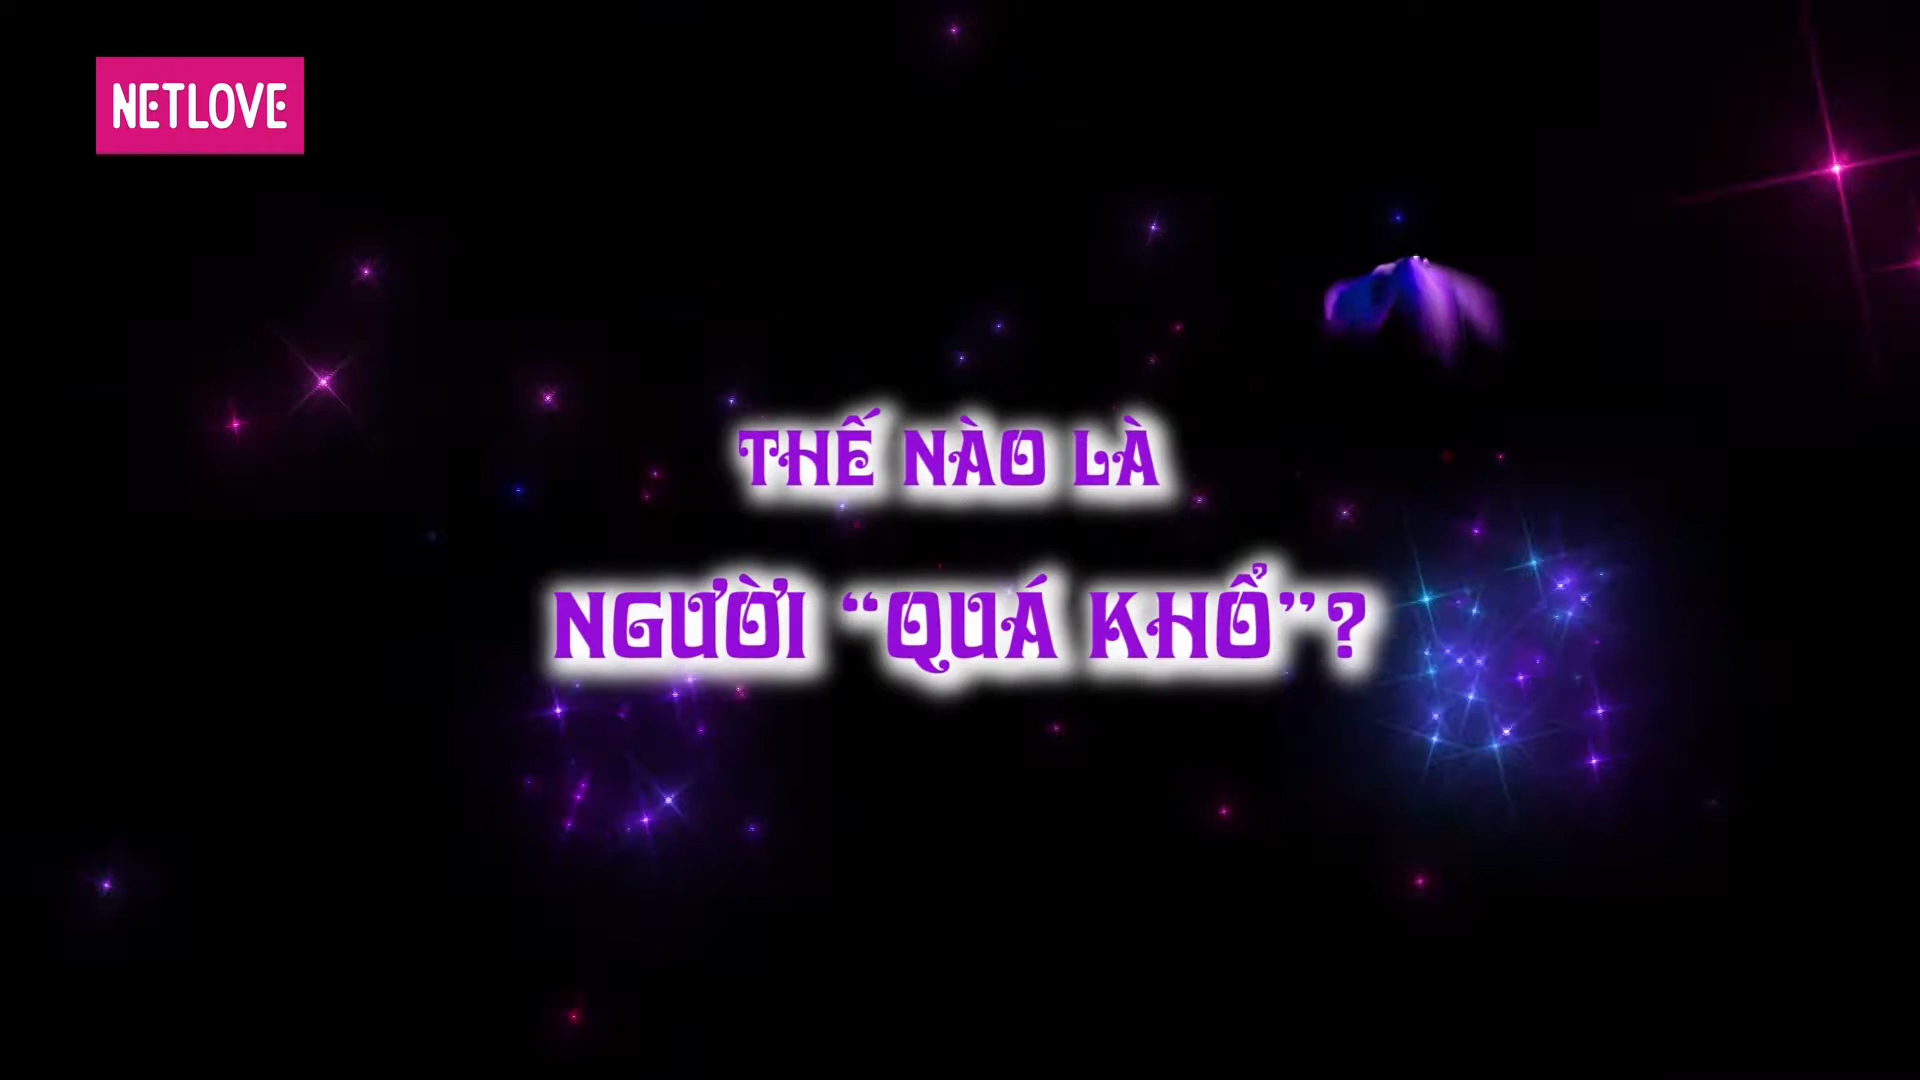 NETLOVE
THẾ NÀO LÀ
NGƯỜI “QUÁ KHỔ”?